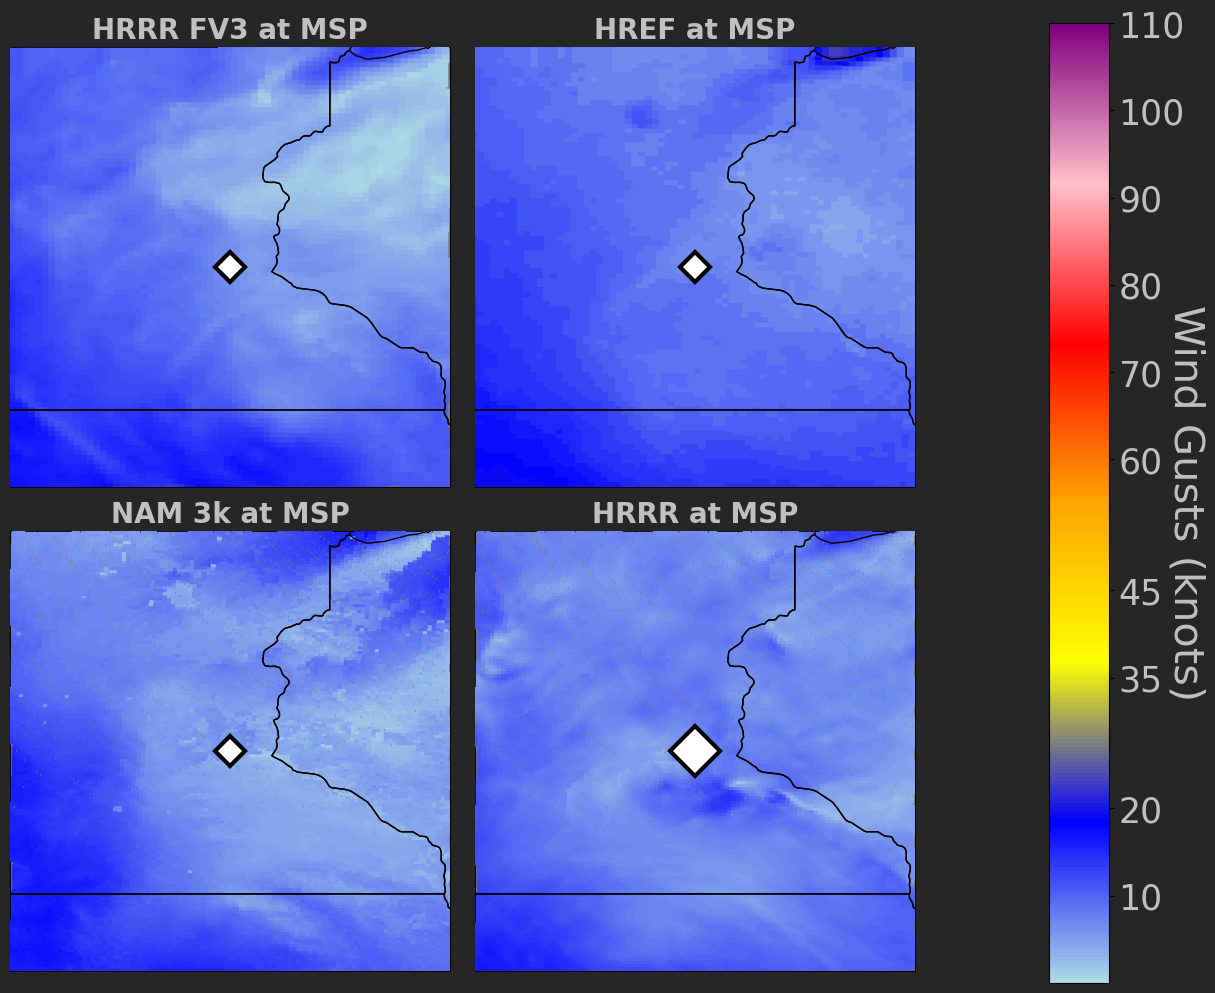 HRRR FV3 at MSP
HREF at MSP
NAM 3k at MSP
HRRR at MSP
110
100
90
80
70
60
45
35
20
10
Wind Gusts (knots)